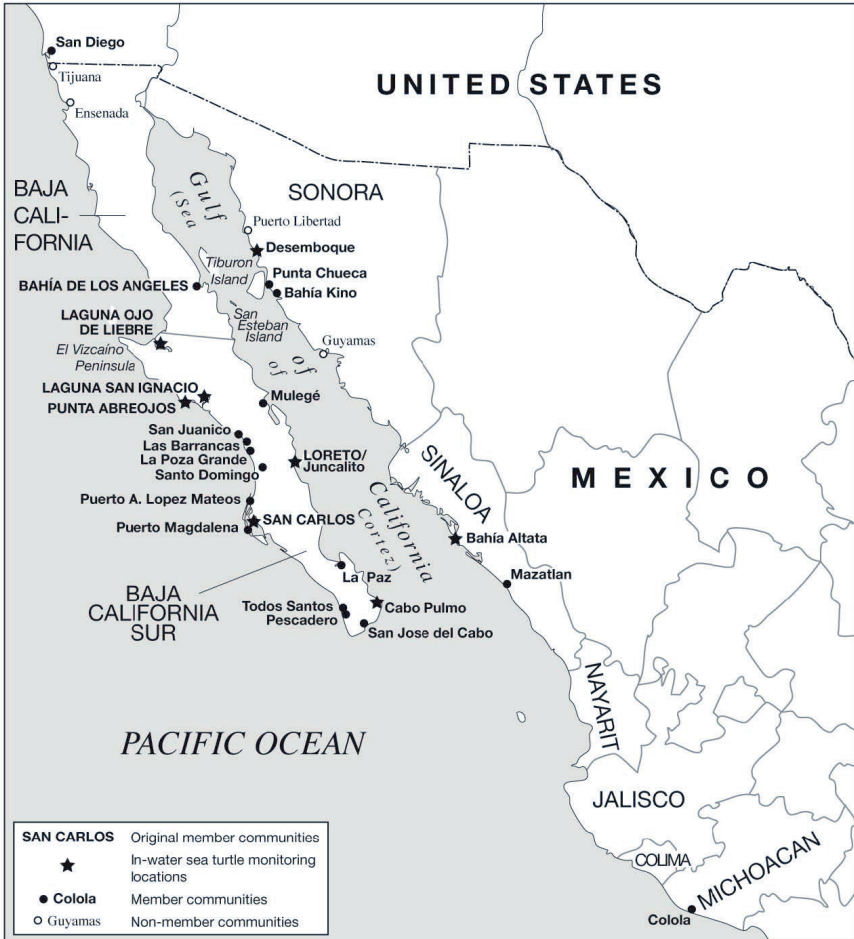 San Diego
Tijuana
Ensenada
UNITED STATES
BAJA
CALI-
FORNIA
Gulf
(Sea
SONORA
Puerto Libertad
Desemboque
Tiburon
Island
Punta Chueca
Bahía Kino
BAHÍA DE LOS ANGELES
San
Esteban
Island
LAGUNA OJO
DE LIEBRE
El Vizcaíno
Peninsula
Guyamas
of
of
LAGUNA SAN IGNACIO
PUNTA ABREOJOS
Mulegé
San Juanico
Las Barrancas
La Poza Grande
Santo Domingo
LORETO/
Juncalito
SINALOA
MEXICO
Puerto A. Lopez Mateos
Puerto Magdalena
SAN CARLOS
California
Cortez)
Bahía Altata
Mazatlan
La Paz
BAJA
CALIFORNIA
SUR
Todos Santos
Pescadero
Cabo Pulmo
San Jose del Cabo
NAYARIT
PACIFIC OCEAN
JALISCO
COLIMA
MICHOACAN
Colola
SAN CARLOS Original member communities
In-water sea turtle monitoring
locations
Colola Member communities
Guyamas Non-member communities